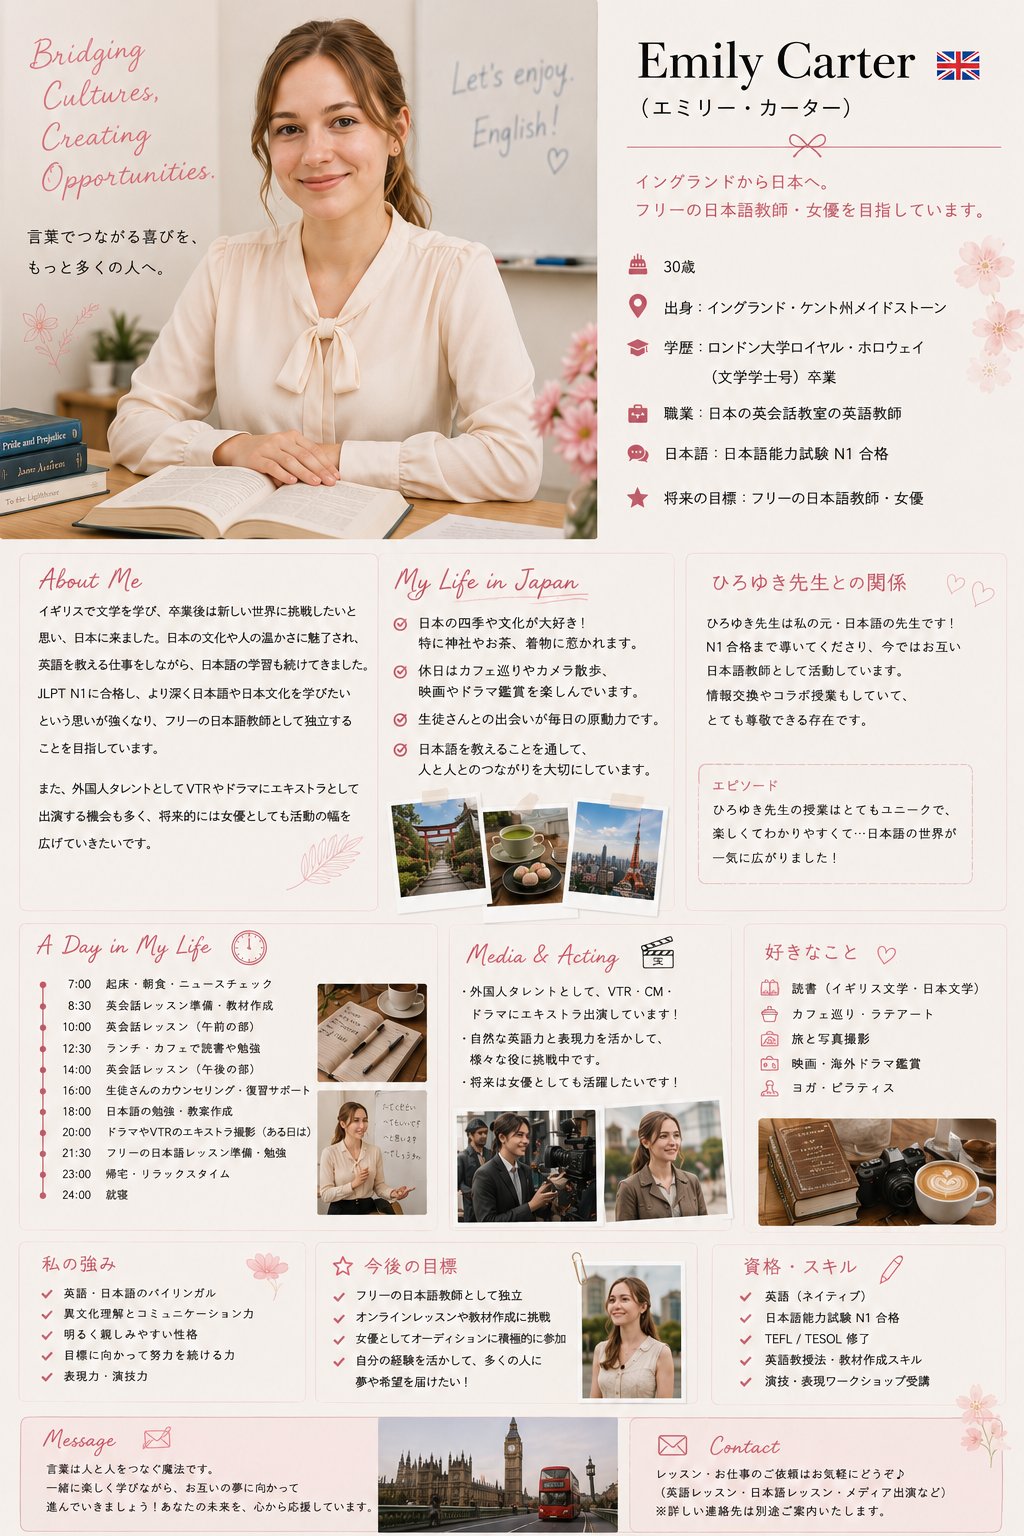 Bridging
Cultures,
Creating
Opportunities.
言葉でつながる喜びを、
もっと多くの人へ。
Let's enjoy.
English!
Pride and Prejudice
Jane Austen
To the Lighthouse
Emily Carter
（エミリー・カーター）
イングランドから日本へ。
フリーの日本語教師・女優を目指しています。
30歳
出身：イングランド・ケント州メイドストーン
学歴：ロンドン大学ロイヤル・ホロウェイ
（文学学士号）卒業
職業：日本の英会話教室の英語教師
日本語：日本語能力試験 N1 合格
将来の目標：フリーの日本語教師・女優
About Me
イギリスで文学を学び、卒業後は新しい世界に挑戦したいと
思い、日本に来ました。日本の文化や人の温かさに魅了され、
英語を教える仕事をしながら、日本語の学習も続けてきました。
JLPT N1に合格し、より深く日本語や日本文化を学びたい
という思いが強くなり、フリーの日本語教師として独立する
ことを目指しています。
また、外国人タレントとしてVTRやドラマにエキストラとして
出演する機会も多く、将来的には女優としても活動の幅を
広げていきたいです。
My Life in Japan
日本の四季や文化が大好き！
特に神社やお茶、着物に惹かれます。
休日はカフェ巡りやカメラ散歩、
映画やドラマ鑑賞を楽しんでいます。
生徒さんとの出会いが毎日の原動力です。
日本語を教えることを通して、
人と人とのつながりを大切にしています。
ひろゆき先生との関係
ひろゆき先生は私の元・日本語の先生です！
N1合格まで導いてくださり、今ではお互い
日本語教師として活動しています。
情報交換やコラボ授業もしていて、
とても尊敬できる存在です。
エピソード
ひろゆき先生の授業はとてもユニークで、
楽しくてわかりやすくて…日本語の世界が
一気に広がりました！
A Day in My Life
7:00 起床・朝食・ニュースチェック
8:30 英会話レッスン準備・教材作成
10:00 英会話レッスン（午前の部）
12:30 ランチ・カフェで読書や勉強
14:00 英会話レッスン（午後の部）
16:00 生徒さんのカウンセリング・復習サポート
18:00 日本語の勉強・教案作成
20:00 ドラマやVTRのエキストラ撮影（ある日は）
21:30 フリーの日本語レッスン準備・勉強
23:00 帰宅・リラックスタイム
24:00 就寝
Media & Acting
・外国人タレントとして、VTR・CM・
ドラマにエキストラ出演しています！
・自然な英語力と表現力を活かして、
様々な役に挑戦中です。
・将来は女優としても活躍したいです！
好きなこと
読書（イギリス文学・日本文学）
カフェ巡り・ラテアート
旅と写真撮影
映画・海外ドラマ鑑賞
ヨガ・ピラティス
私の強み
英語・日本語のバイリンガル
異文化理解とコミュニケーション力
明るく親しみやすい性格
目標に向かって努力を続ける力
表現力・演技力
今後の目標
フリーの日本語教師として独立
オンラインレッスンや教材作成に挑戦
女優としてオーディションに積極的に参加
自分の経験を活かして、多くの人に
夢や希望を届けたい！
資格・スキル
英語（ネイティブ）
日本語能力試験 N1 合格
TEFL / TESOL 修了
英語教授法・教材作成スキル
演技・表現ワークショップ受講
Message
言葉は人と人をつなぐ魔法です。
一緒に楽しく学びながら、お互いの夢に向かって
進んでいきましょう！あなたの未来を、心から応援しています。
Contact
レッスン・お仕事のご依頼はお気軽にどうぞ♪
（英語レッスン・日本語レッスン・メディア出演など）
※詳しい連絡先は別途ご案内いたします。